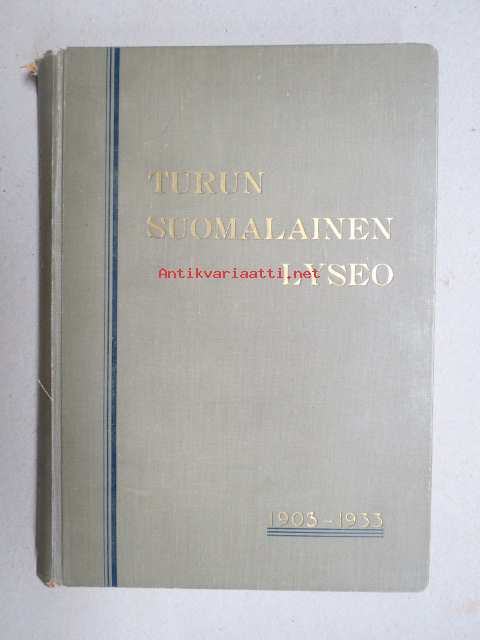 TURUN
SUOMALAINEN
LYSEO
Antikvariaatti.net
1903-1933